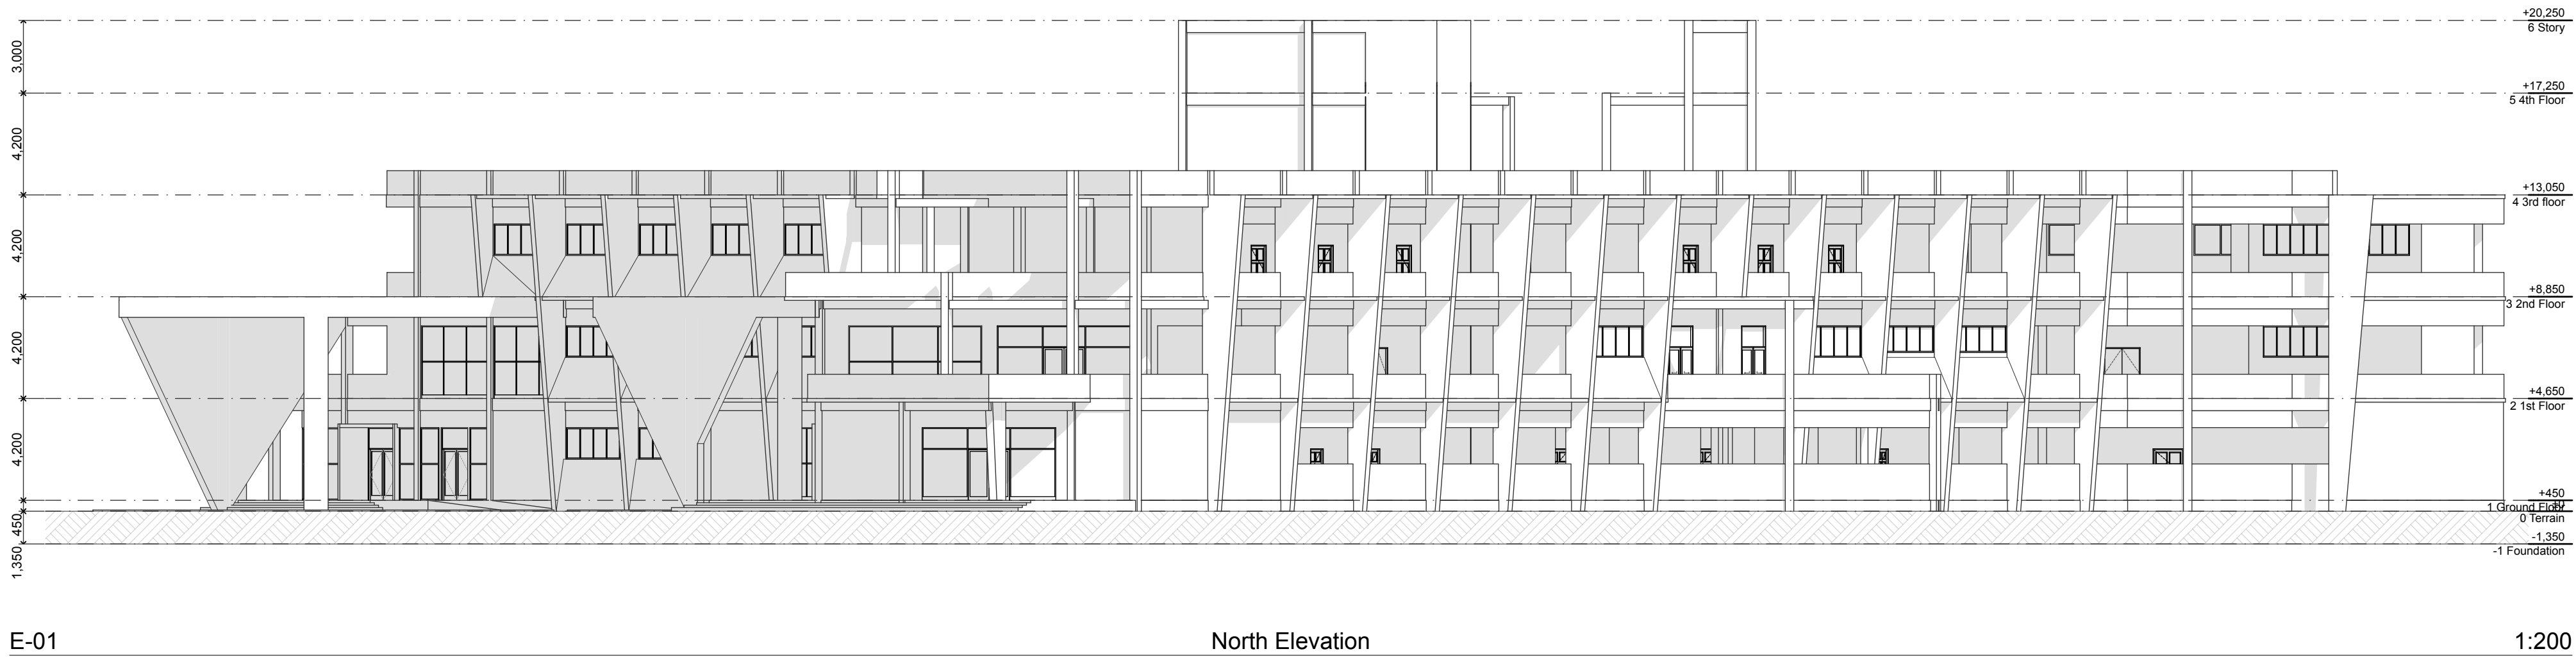 +20,250
6 Story
3,000
+17,250
5 4th Floor
4,200
+13,050
4 3rd floor
4,200
+8,850
3 2nd Floor
4,200
+4,650
2 1st Floor
4,200
+450
1 Ground Floor
450
0 Terrain
-1,350
-1 Foundation
1,350
E-01
North Elevation
1:200